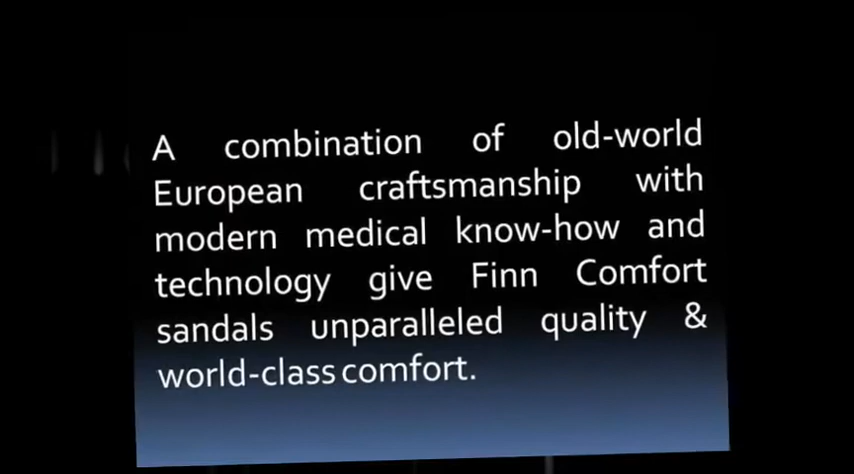 A combination of old-world
European craftsmanship with
modern medical know-how and
technology give Finn Comfort
sandals unparalleled quality &
world-class comfort.